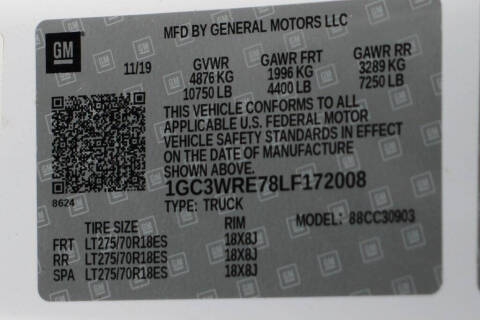 MFD BY GENERAL MOTORS LLC
GM
11/19
GVWR GAWR FRT GAWR RR
4876 KG 1996 KG 3289 KG
10750 LB 4400 LB 7250 LB
THIS VEHICLE CONFORMS TO ALL
APPLICABLE U.S. FEDERAL MOTOR
VEHICLE SAFETY STANDARDS IN EFFECT
ON THE DATE OF MANUFACTURE
SHOWN ABOVE.
1GC3WRE78LF172008
8624
TYPE: TRUCK MODEL: 88CC30903
TIRE SIZE RIM
FRT LT275/70R18ES 18X8J
RR LT275/70R18ES 18X8J
SPA LT275/70R18ES 18X8J